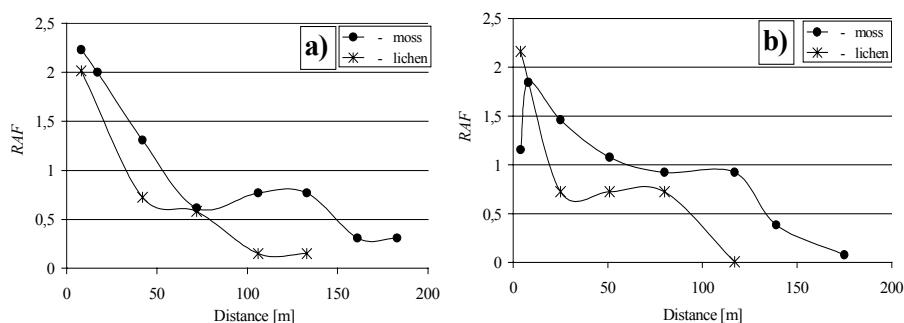 a)
- moss
- lichen
2,5
2
1,5
1
0,5
0
RAF
0 50 100 150 200
Distance [m]
b)
- moss
- lichen
2,5
2
1,5
1
0,5
0
RAF
0 50 100 150 200
Distance [m]